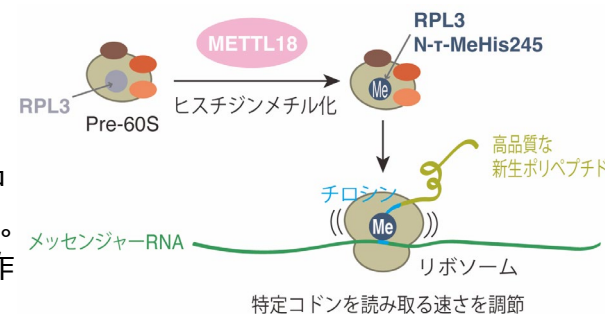 METTL18
RPL3
N-τ-MeHis245
RPL3
Me
Pre-60S
ヒスチジンメチル化
高品質な
新生ポリペプチド
チロシン
Me
メッセンジャーRNA
リボソーム
特定コドンを読み取る速さを調節
。
作